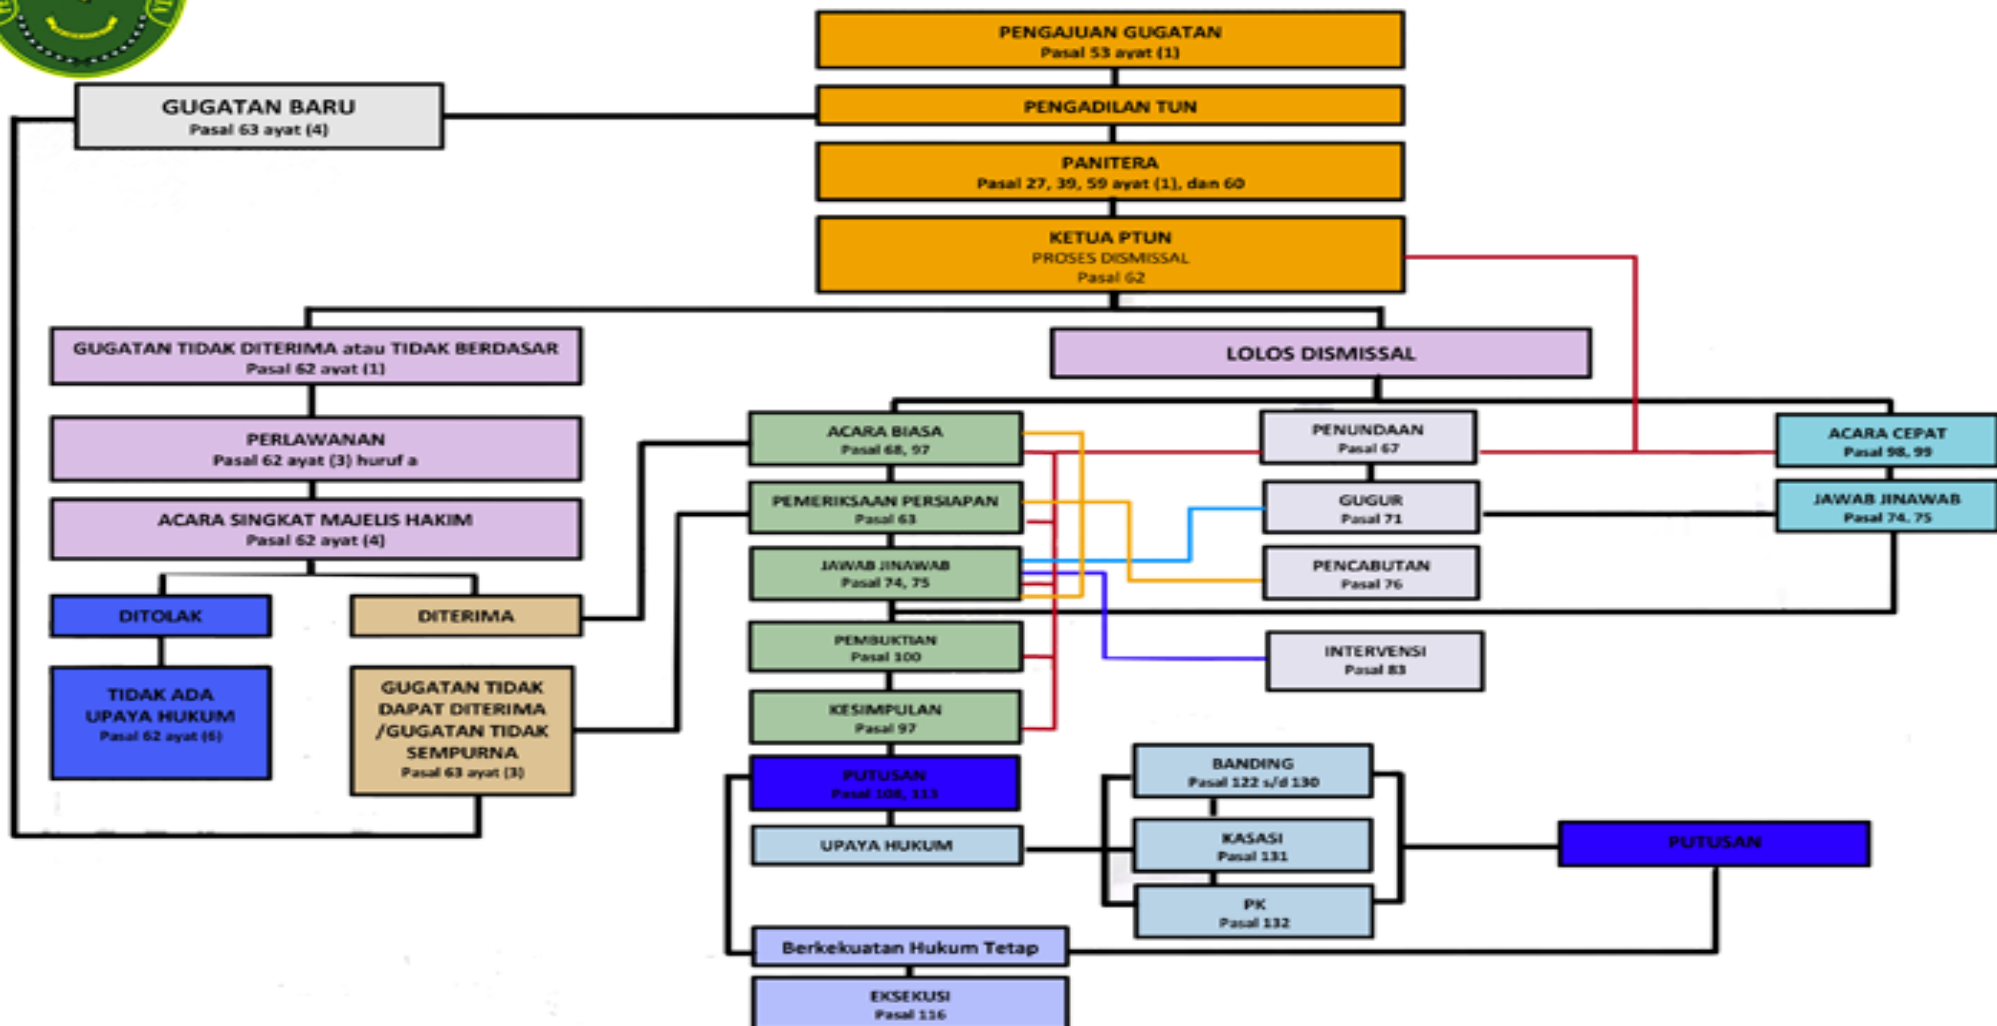 PENGAJUAN GUGATAN
Pasal 53 ayat (1)
GUGATAN BARU
Pasal 63 ayat (4)
PENGADILAN TUN
PANITERA
Pasal 27, 39, 59 ayat (1), dan 60
KETUA PTUN
PROSES DISMISSAL
Pasal 62
GUGATAN TIDAK DITERIMA atau TIDAK BERDASAR
Pasal 62 ayat (1)
LOLOS DISMISSAL
PERLAWANAN
Pasal 62 ayat (3) huruf a
ACARA SINGKAT MAJELIS HAKIM
Pasal 62 ayat (4)
DITOLAK
DITERIMA
TIDAK ADA
UPAYA HUKUM
Pasal 62 ayat (6)
GUGATAN TIDAK
DAPAT DITERIMA
/GUGATAN TIDAK
SEMPURNA
Pasal 63 ayat (3)
ACARA BIASA
Pasal 68, 97
PEMERIKSAAN PERSIAPAN
Pasal 63
JAWAB JINAWAB
Pasal 74, 75
PEMBUKTIAN
Pasal 100
KESIMPULAN
Pasal 97
PUTUSAN
Pasal 108, 113
UPAYA HUKUM
PENUNDAAN
Pasal 67
GUGUR
Pasal 71
PENCABUTAN
Pasal 76
INTERVENSI
Pasal 83
ACARA CEPAT
Pasal 98, 99
JAWAB JINAWAB
Pasal 74. 75
BANDING
Pasal 122 s/d 130
KASASI
Pasal 131
PK
Pasal 132
PUTUSAN
Berkekuatan Hukum Tetap
EKSEKUSI
Pasal 116